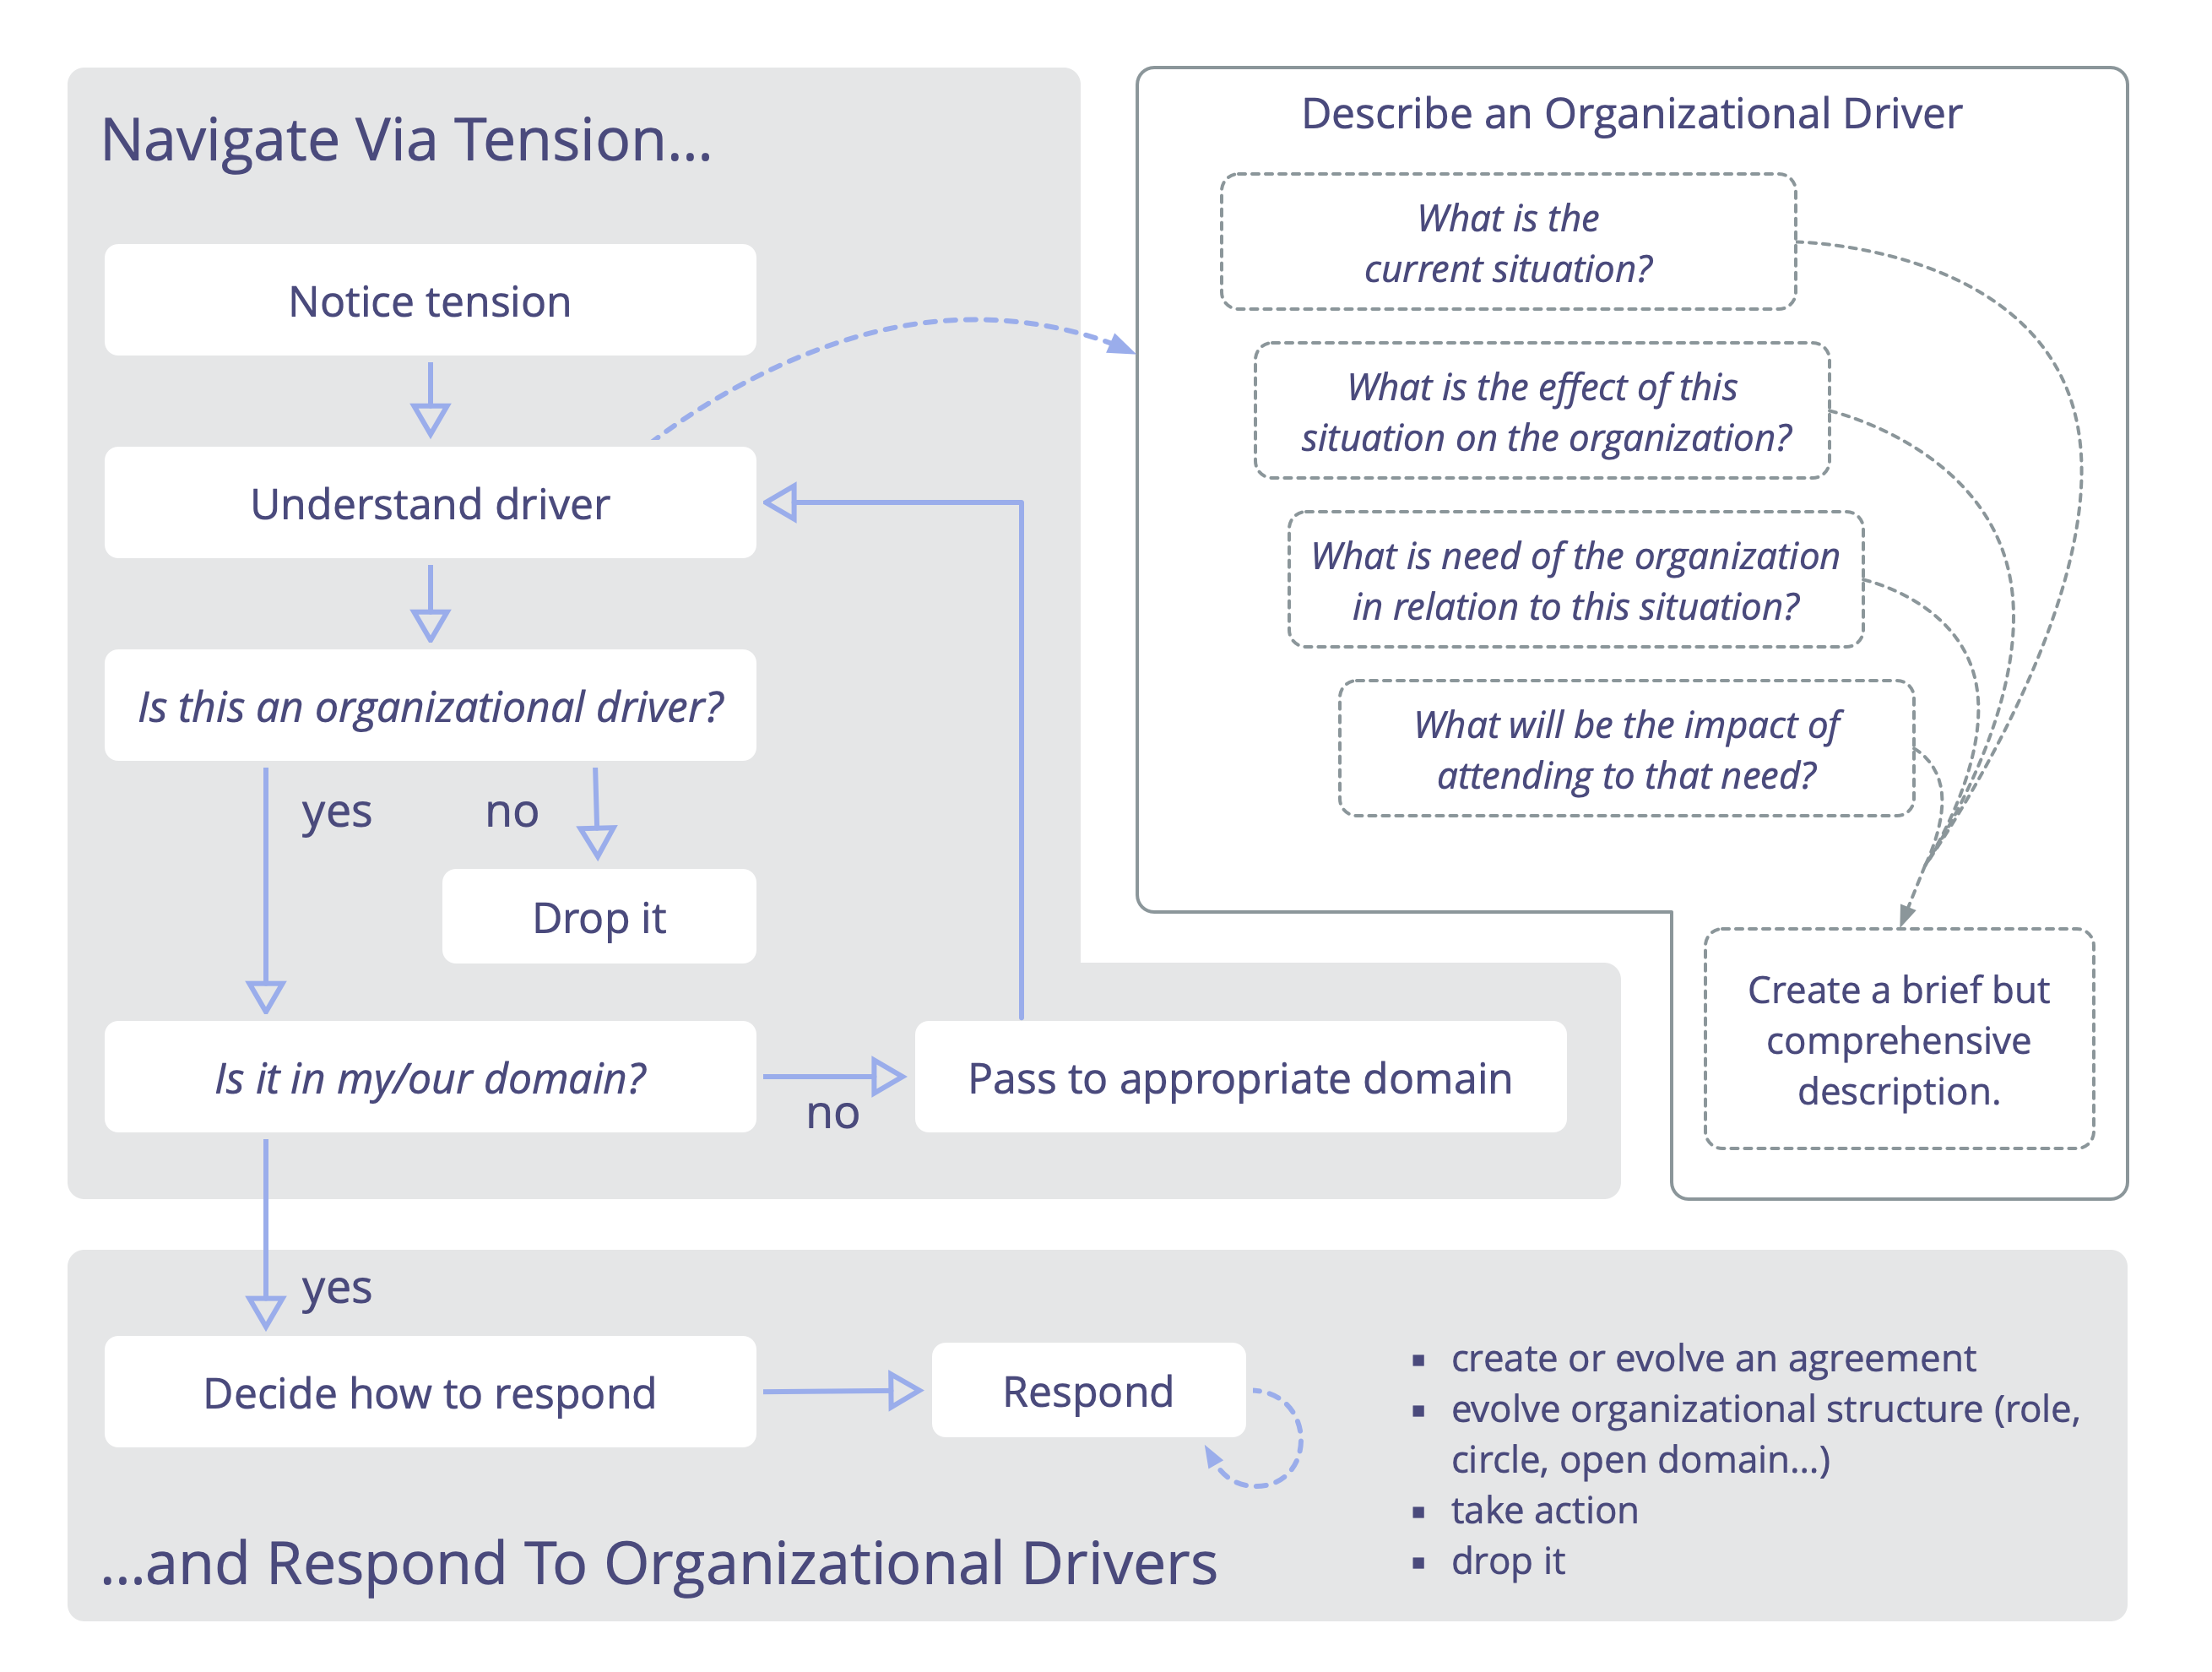 Navigate Via Tension...
Notice tension
Understand driver
Is this an organizational driver?
yes
no
Drop it
Is it in my/our domain?
no
Pass to appropriate domain
Describe an Organizational Driver
What is the
current situation?
What is the effect of this
situation on the organization?
What is need of the organization
in relation to this situation?
What will be the impact of
attending to that need?
Create a brief but
comprehensive
description.
yes
Decide how to respond
Respond
▪ create or evolve an agreement
▪ evolve organizational structure (role,
circle, open domain...)
▪ take action
▪ drop it
...and Respond To Organizational Drivers